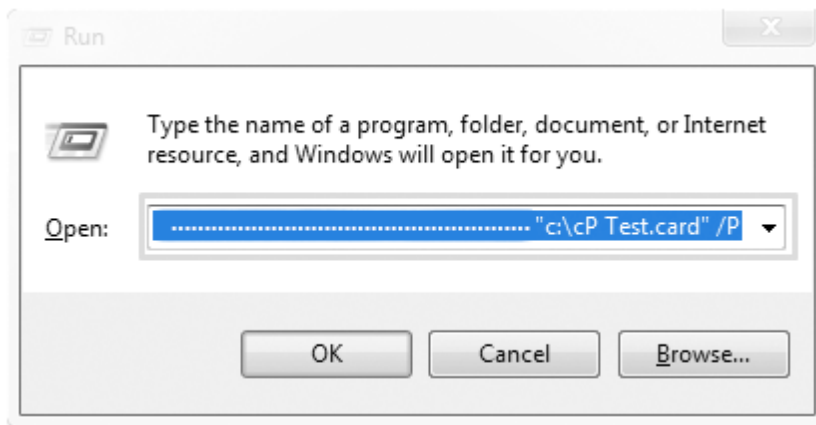 Run
Type the name of a program, folder, document, or Internet
resource, and Windows will open it for you.
Open: "c:\cP Test.card" /P
OK Cancel Browse...